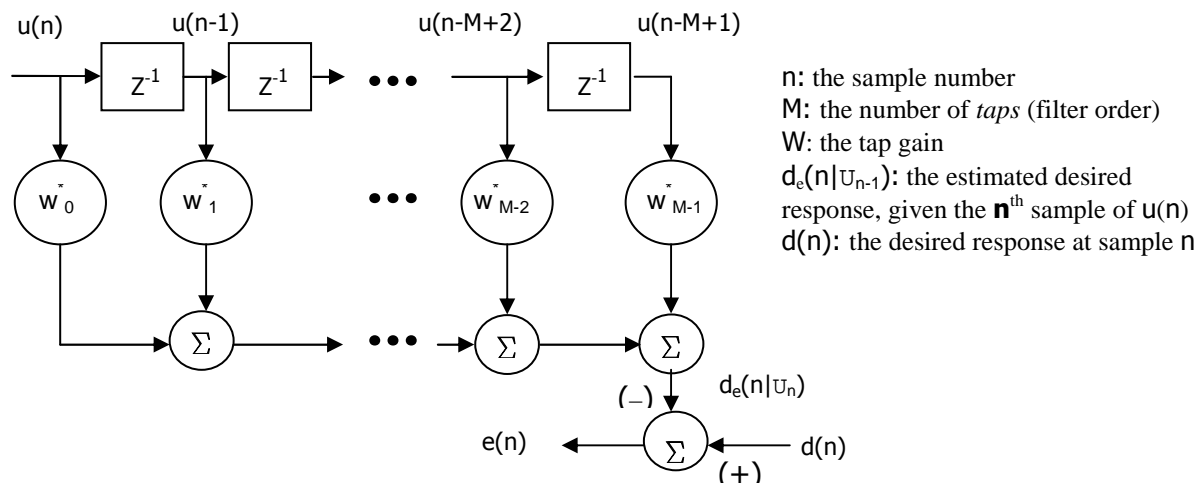 u(n) u(n-1) u(n-M+2) u(n-M+1)
Z-1 Z-1 ••• Z-1
w*0 w*1 ••• w*M-2 w*M-1
Σ ••• Σ Σ
(–) de(n|Un)
e(n) Σ d(n)
(+)
n: the sample number
M: the number of taps (filter order)
W: the tap gain
de(n|Un-1): the estimated desired
response, given the nth sample of u(n)
d(n): the desired response at sample n